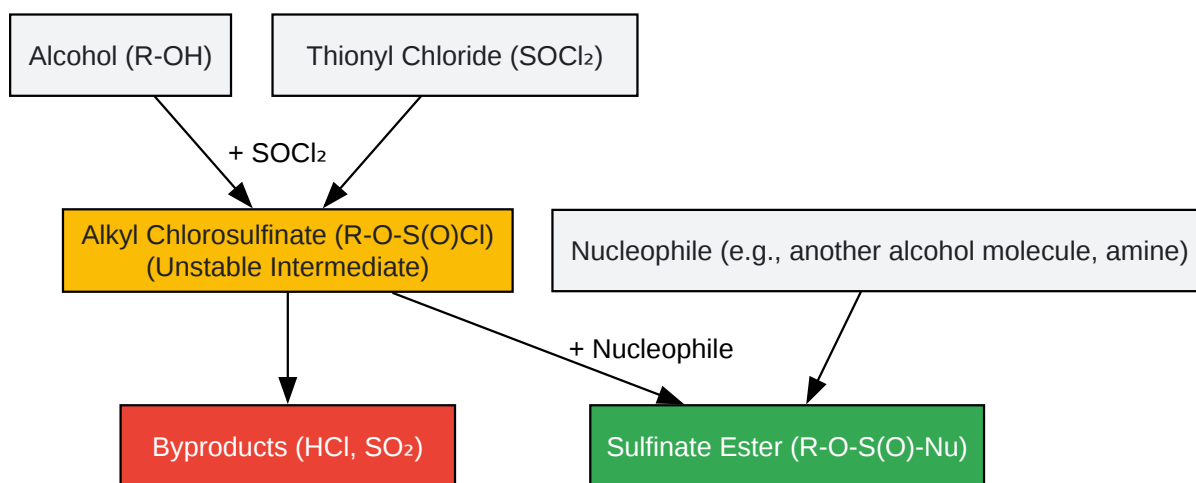 Alcohol (R-OH)
Thionyl Chloride (SOCl₂)
+ SOCl₂
Alkyl Chlorosulfinate (R-O-S(O)Cl)
(Unstable Intermediate)
Nucleophile (e.g., another alcohol molecule, amine)
+ Nucleophile
Byproducts (HCl, SO₂)
Sulfinate Ester (R-O-S(O)-Nu)